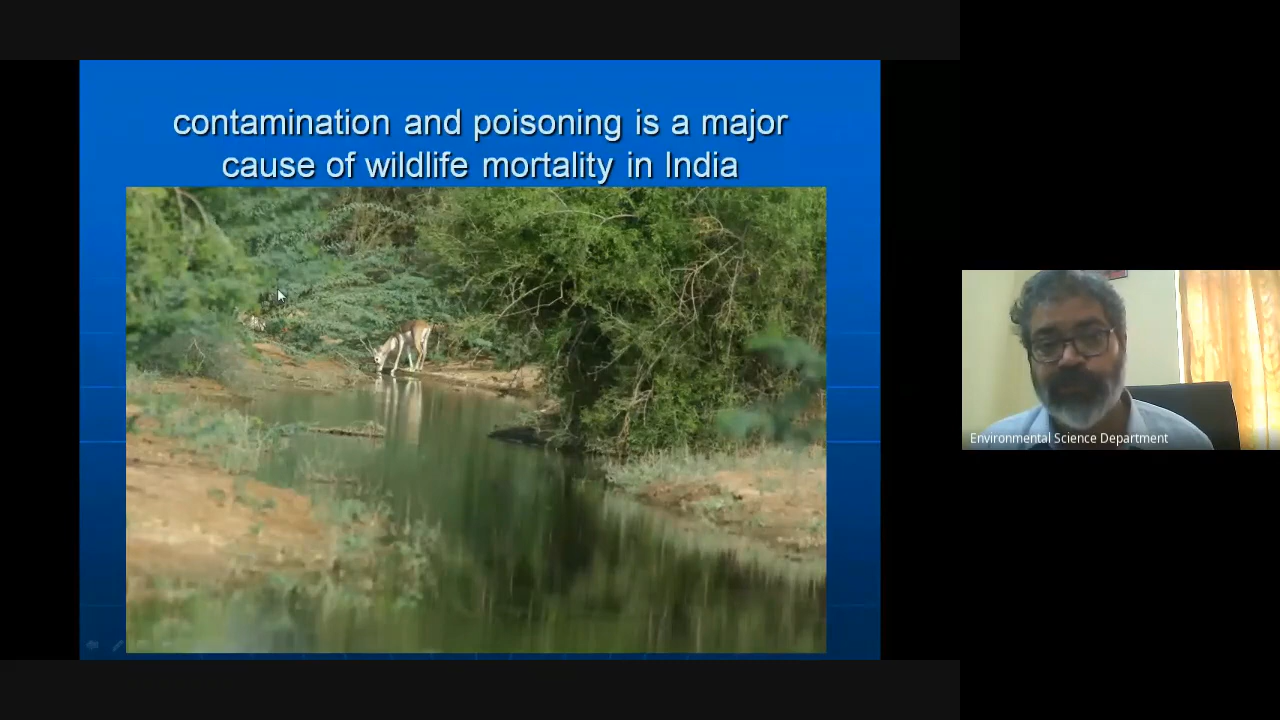 contamination and poisoning is a major
cause of wildlife mortality in India
Environmental Science Department